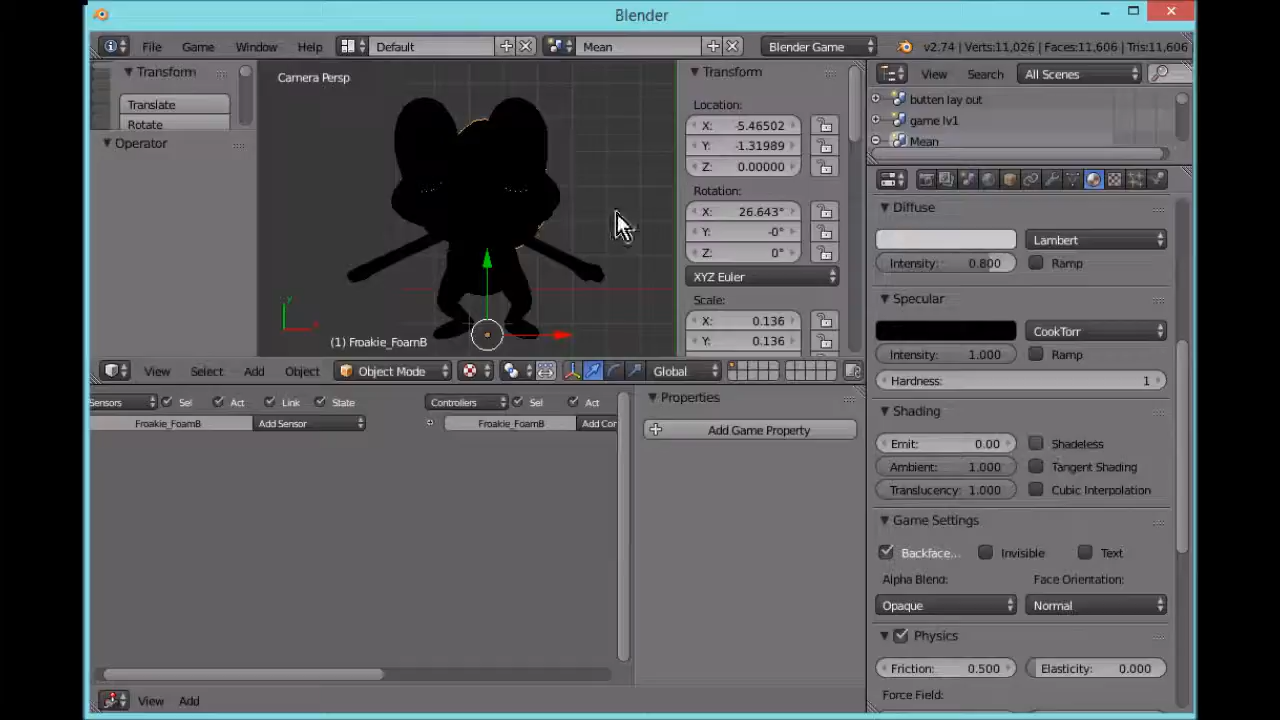 Blender
File Game Window Help Default Mean Blender Game v2.74 | Verts:11,026 | Faces:11,606 | Tris:11,606
Transform
Translate
Rotate
Operator
Camera Persp
(1) Froakie_FoamB
Transform
Location:
X: -5.46502
Y: -1.31989
Z: 0.00000
Rotation:
X: 26.643°
Y: -0°
Z: 0°
XYZ Euler
Scale:
X: 0.136
Y: 0.136
View Search All Scenes
butten lay out
game lv1
Mean
Diffuse
Lambert
Intensity: 0.800 Ramp
Specular
CookTorr
Intensity: 1.000 Ramp
Hardness: 1
Shading
Emit: 0.00 Shadeless
Ambient: 1.000 Tangent Shading
Translucency: 1.000 Cubic Interpolation
Game Settings
Backface... Invisible Text
Alpha Blend: Face Orientation:
Opaque Normal
Physics
Friction: 0.500 Elasticity: 0.000
Force Field:
View Select Add Object Object Mode Global
Sensors Sel Act Link State Controllers Sel Act
Froakie_FoamB Add Sensor Froakie_FoamB Add Cor
Properties
Add Game Property
View Add